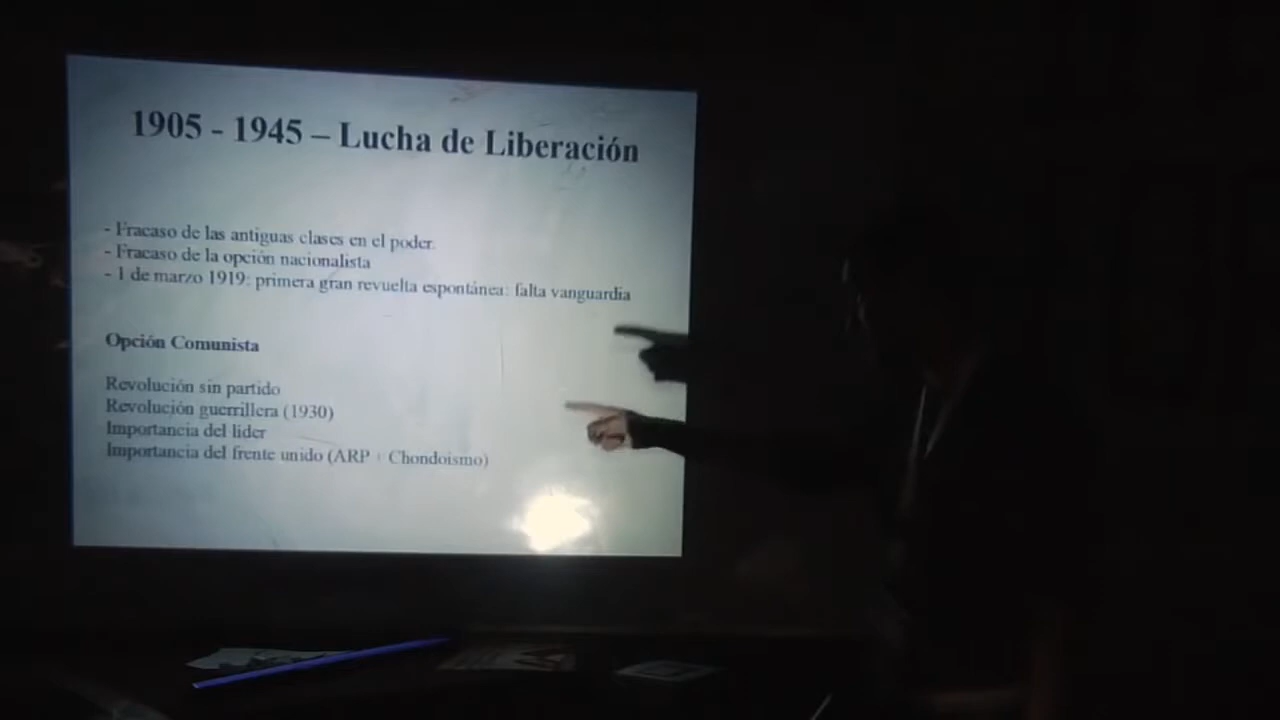 1905 - 1945 – Lucha de Liberación
- Fracaso de las antiguas clases en el poder.
- Fracaso de la opción nacionalista
- 1 de marzo 1919: primera gran revuelta espontánea: falta vanguardia
Opción Comunista
Revolución sin partido
Revolución guerrillera (1930)
Importancia del lider
Importancia del frente unido (ARP + Chondoismo)